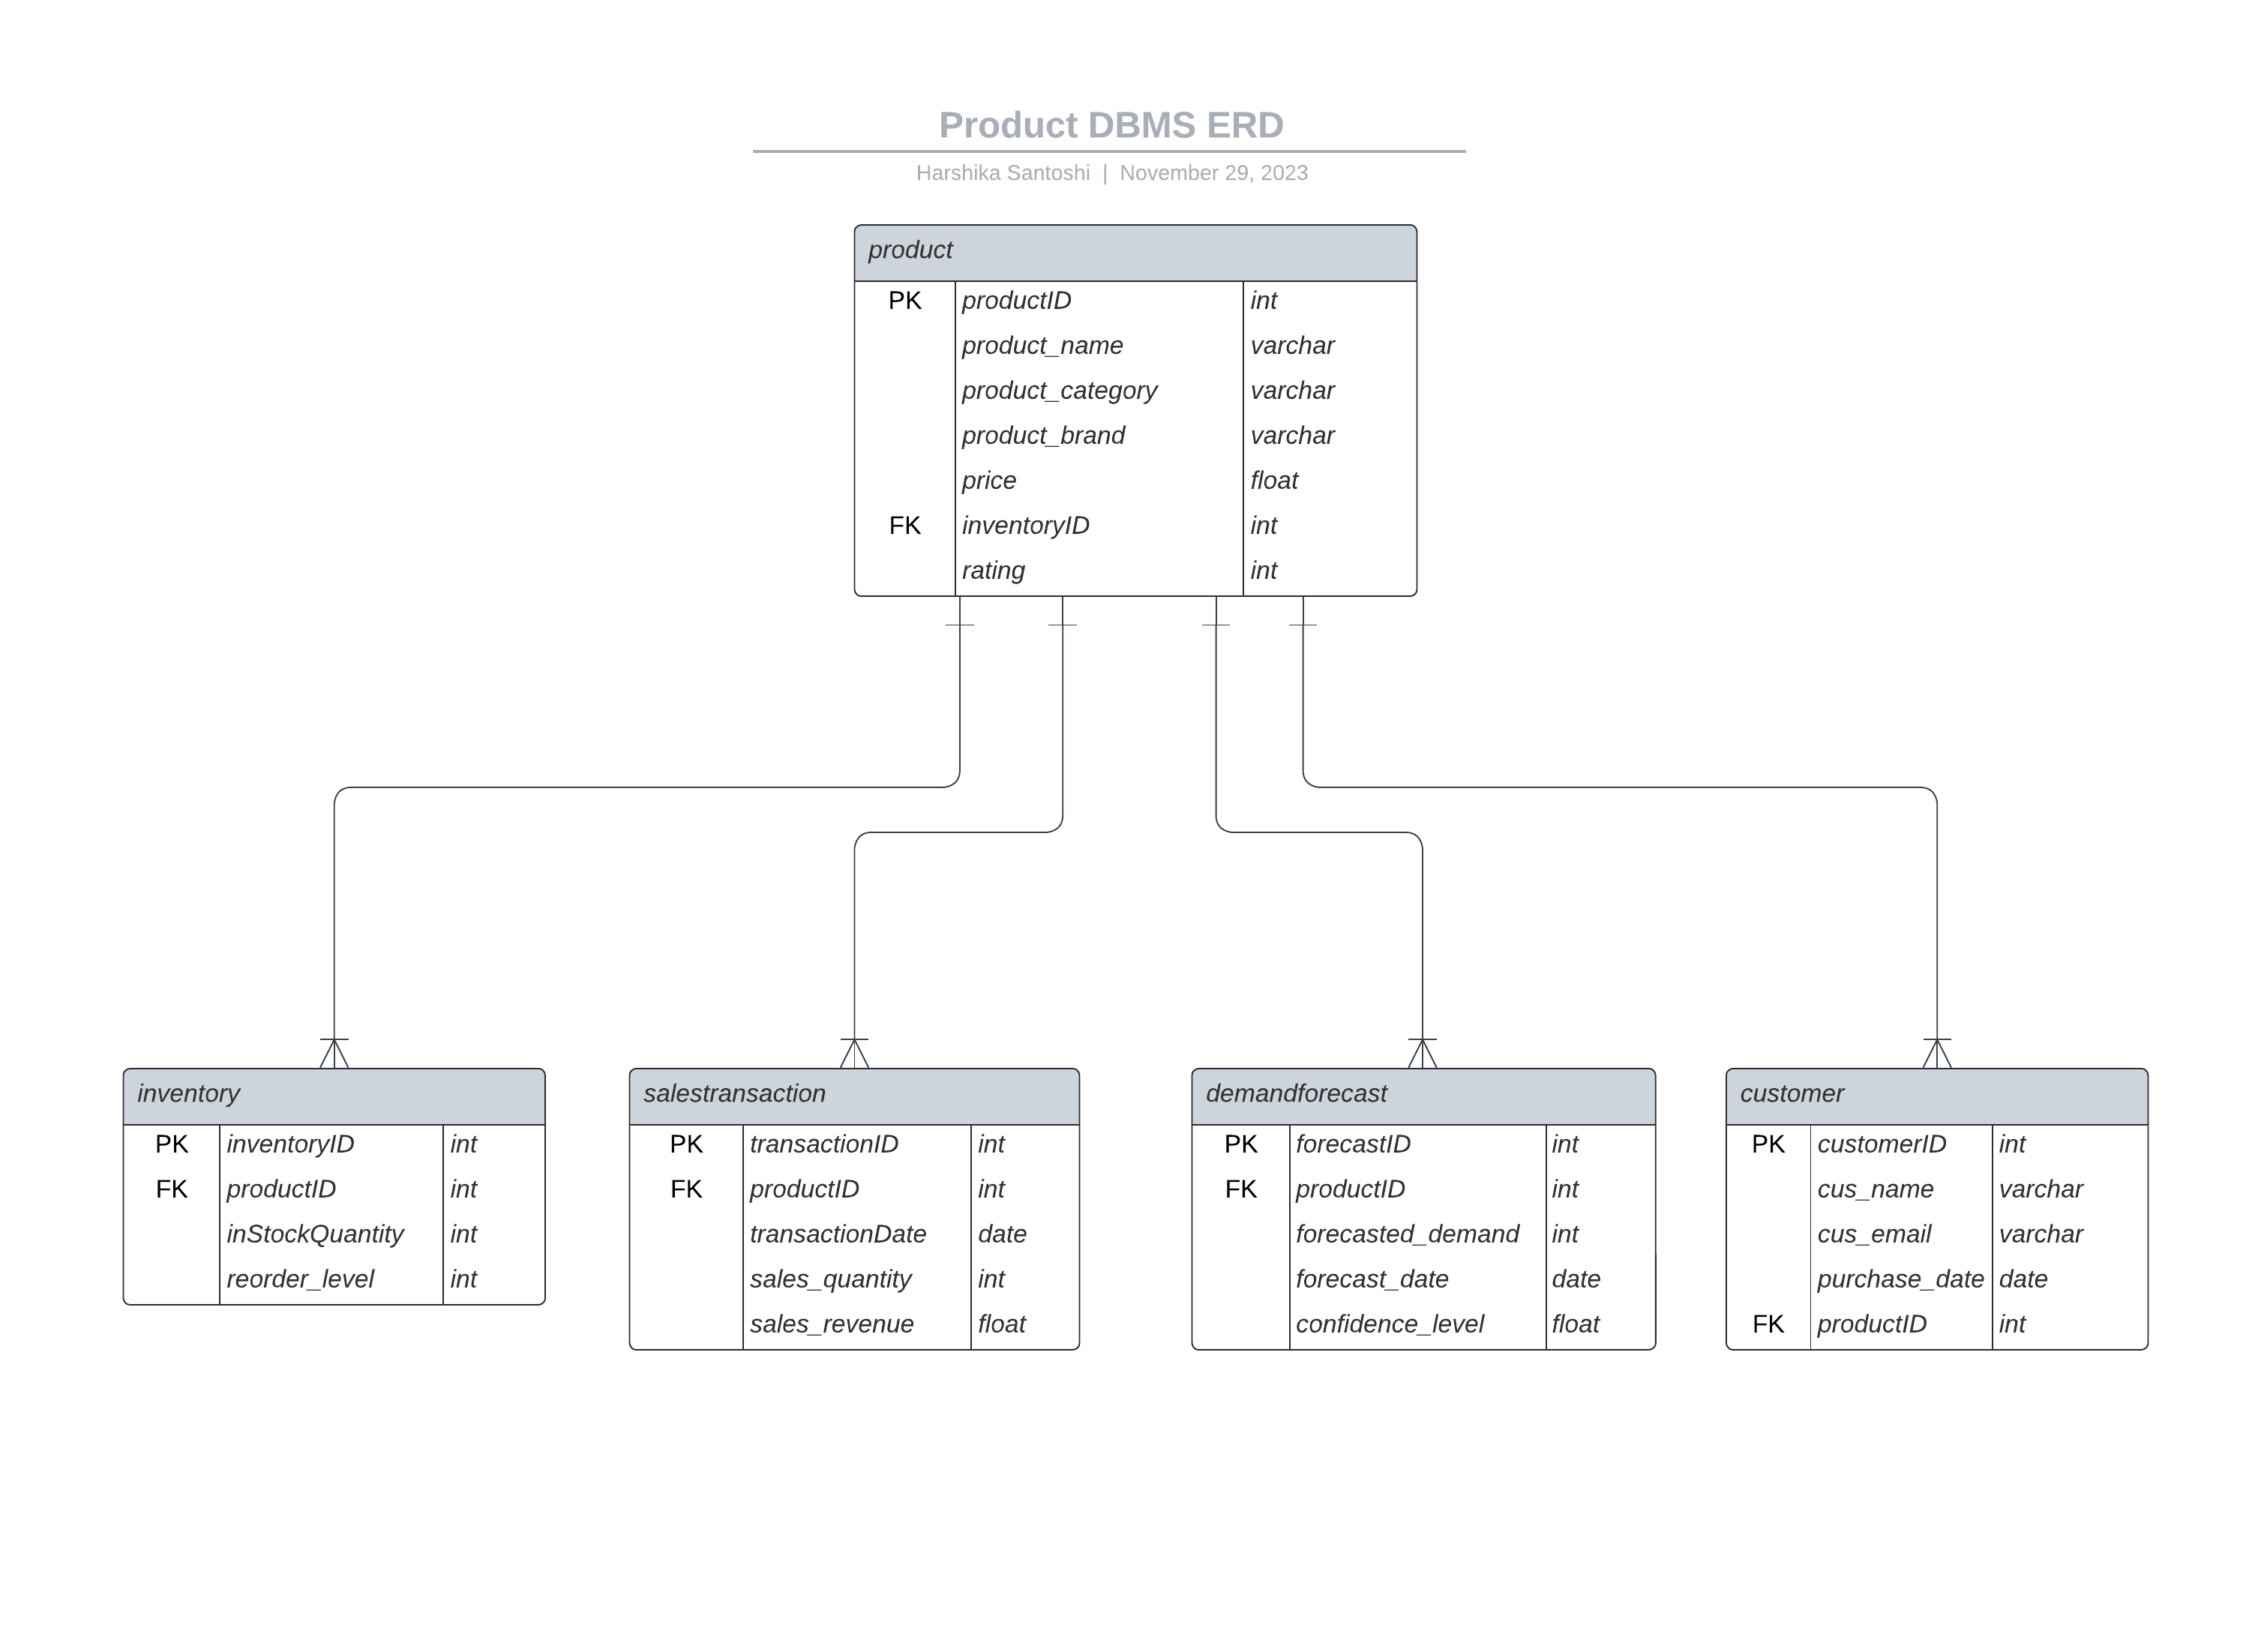 Product DBMS ERD
Harshika Santoshi | November 29, 2023
product
PK productID int
product_name varchar
product_category varchar
product_brand varchar
price float
FK inventoryID int
rating int
inventory
PK inventoryID int
FK productID int
inStockQuantity int
reorder_level int
salestransaction
PK transactionID int
FK productID int
transactionDate date
sales_quantity int
sales_revenue float
demandforecast
PK forecastID int
FK productID int
forecasted_demand int
forecast_date date
confidence_level float
customer
PK customerID int
cus_name varchar
cus_email varchar
purchase_date date
FK productID int